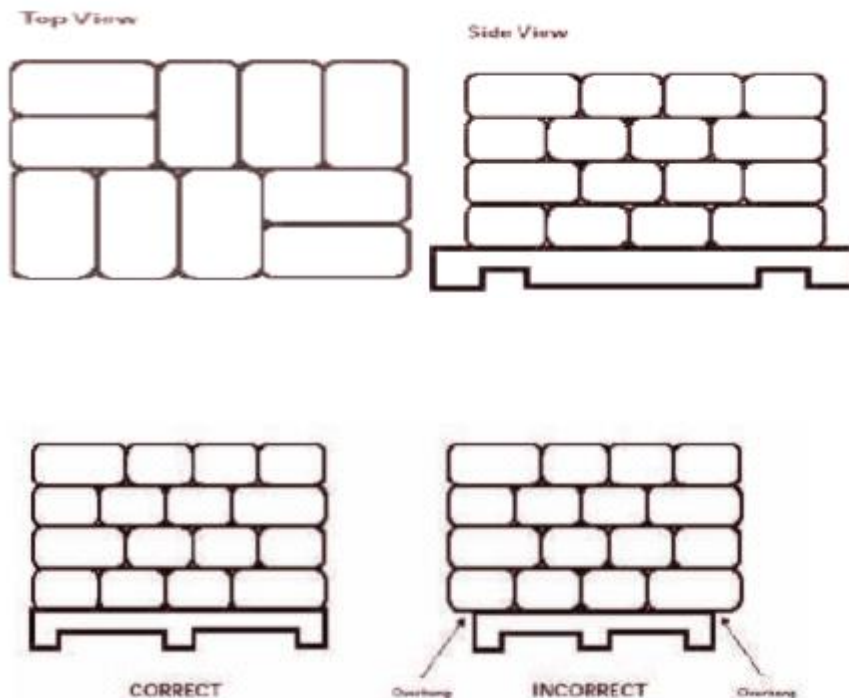 Top View
Side View
CORRECT
Overhang
INCORRECT
Overhang